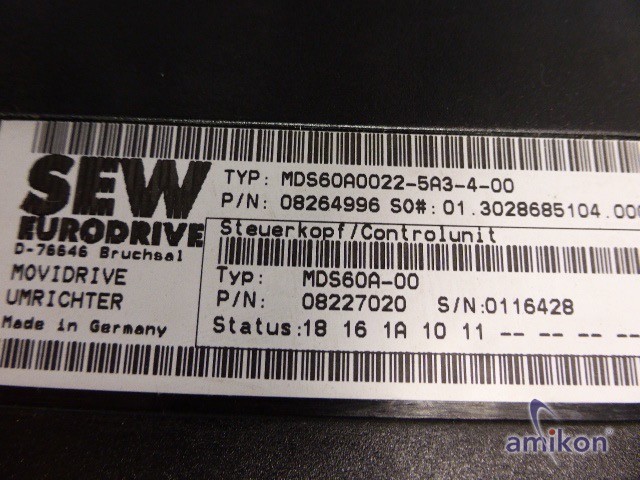 SEW
EURODRIVE
D-76646 Bruchsal
MOVIDRIVE
UMRICHTER
Made in Germany
TYP: MDS60A0022-5A3-4-00
P/N: 08264996 SO#: 01.3028685104.000
Steuerkopf/Controlunit
Typ: MDS60A-00
P/N: 08227020 S/N:0116428
Status:18 16 1A 10 11 -- -- -- --
amikon